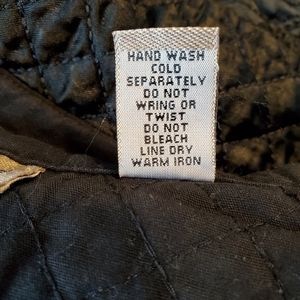 HAND WASH
COLD
SEPARATELY
DO NOT
WRING OR
TWIST
DO NOT
BLEACH
LINE DRY
WARM IRON